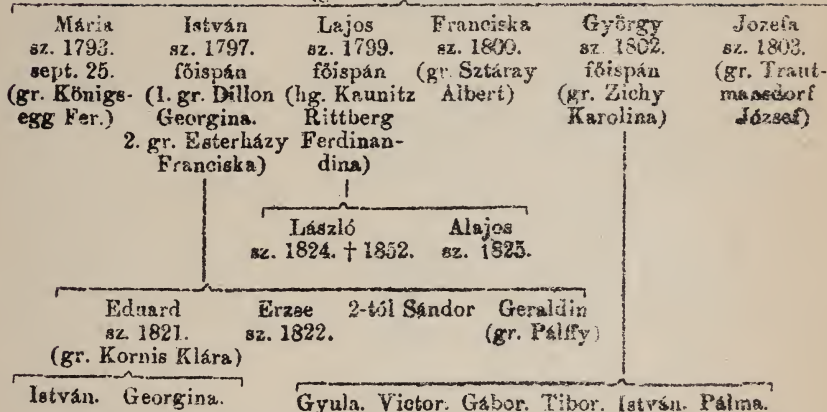 Mária István Lajos Franciska György Jozefa
sz. 1793. sz. 1797. sz. 1799. sz. 1800. sz. 1802. sz. 1803.
sept. 25. főispán főispán (gr. Sztáray főispán (gr. Traut-
(gr. Königs- (1. gr. Dillon (hg. Kaunitz Albert) (gr. Zichy mansdorf
egg Fer.) Georgina. Rittberg Karolina) József)
2. gr. Esterházy Ferdinan-
Franciska) dina)
László Alajos
sz. 1824. † 1852. sz. 1825.
Eduard Erzse 2-tól Sándor Geraldin
sz. 1821. sz. 1822. (gr. Pálffy)
(gr. Kornis Klára)
István. Georgina. Gyula. Victor. Gábor. Tibor. István. Pálma.